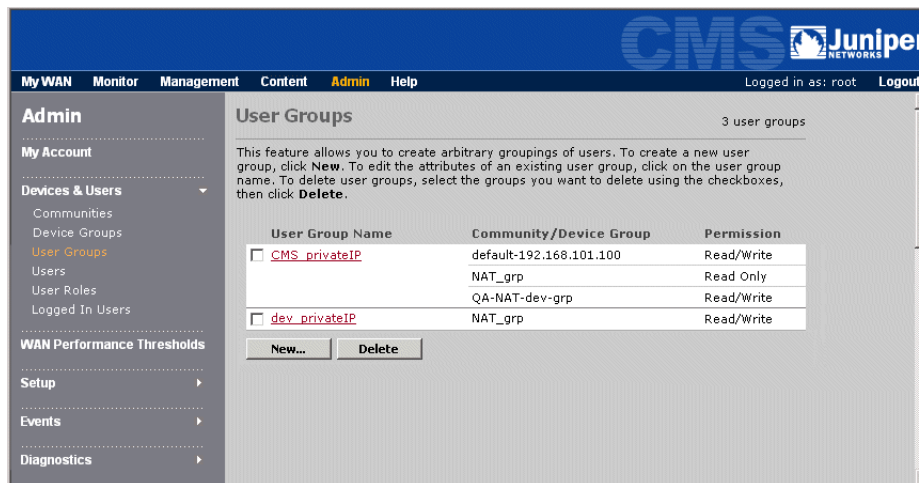 CMS
Juniper
NETWORKS
My WAN Monitor Management Content Admin Help Logged in as: root Logout
Admin
My Account
Devices & Users
Communities
Device Groups
User Groups
Users
User Roles
Logged In Users
WAN Performance Thresholds
Setup
Events
Diagnostics
User Groups
3 user groups
This feature allows you to create arbitrary groupings of users. To create a new user
group, click New. To edit the attributes of an existing user group, click on the user group
name. To delete user groups, select the groups you want to delete using the checkboxes,
then click Delete.
User Group Name Community/Device Group Permission
CMS_privateIP default-192.168.101.100 Read/Write
NAT_grp Read Only
QA-NAT-dev-grp Read/Write
dev_privateIP NAT_grp Read/Write
New... Delete